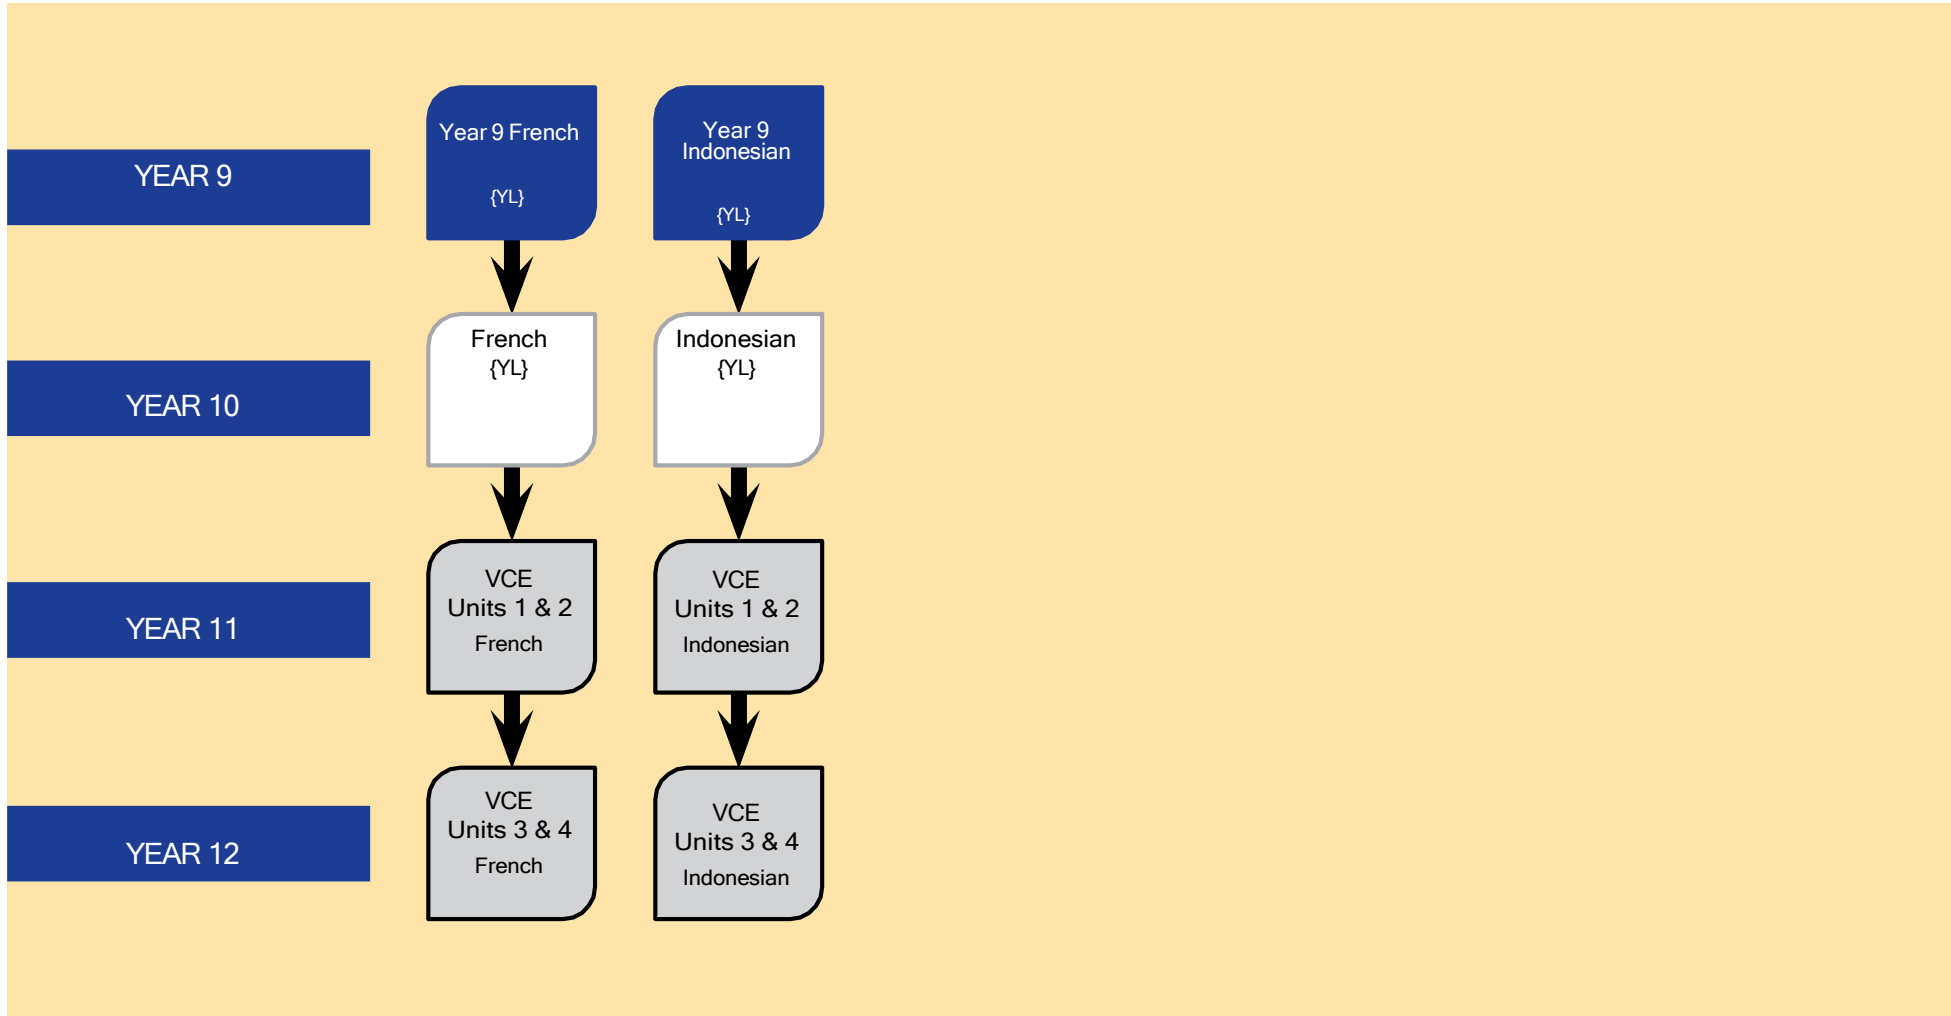 YEAR 9
Year 9 French
{YL}
Year 9
Indonesian
{YL}
YEAR 10
French
{YL}
Indonesian
{YL}
YEAR 11
VCE
Units 1 & 2
French
VCE
Units 1 & 2
Indonesian
YEAR 12
VCE
Units 3 & 4
French
VCE
Units 3 & 4
Indonesian